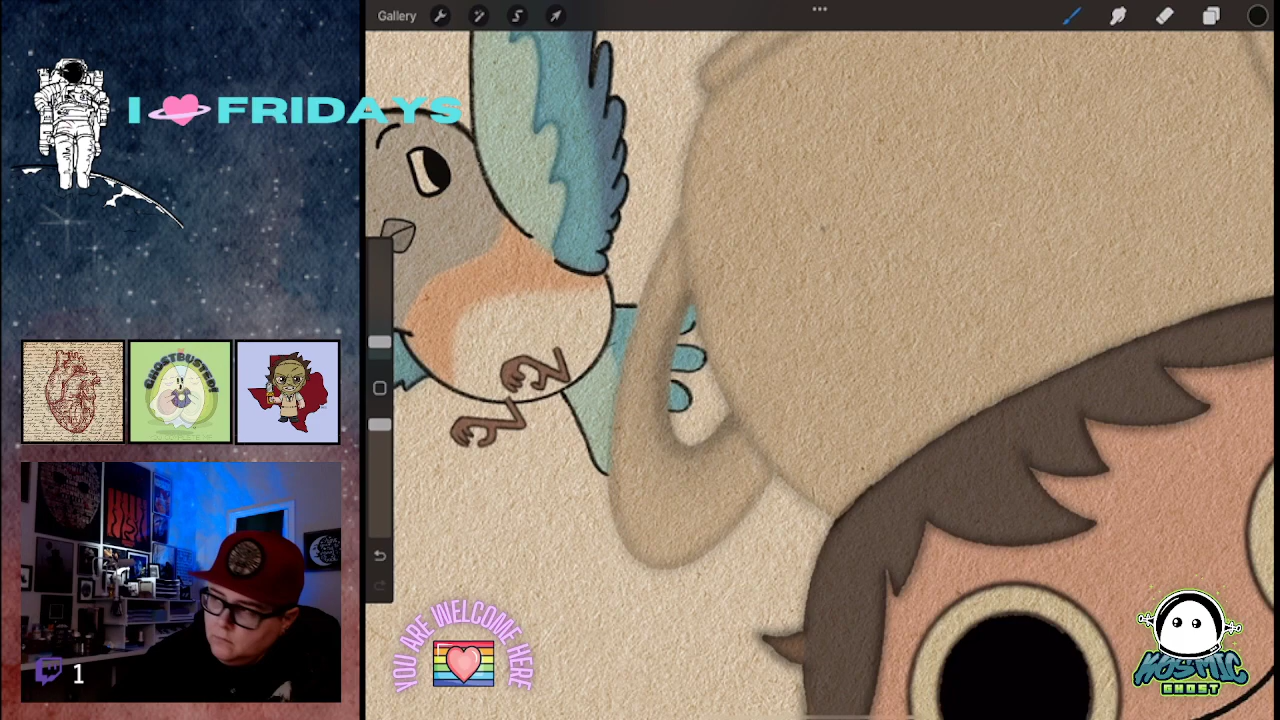 Gallery
I FRIDAYS
GHOSTBUSTED!
1
YOU ARE WELCOME HERE
KOSMIC
GHOST